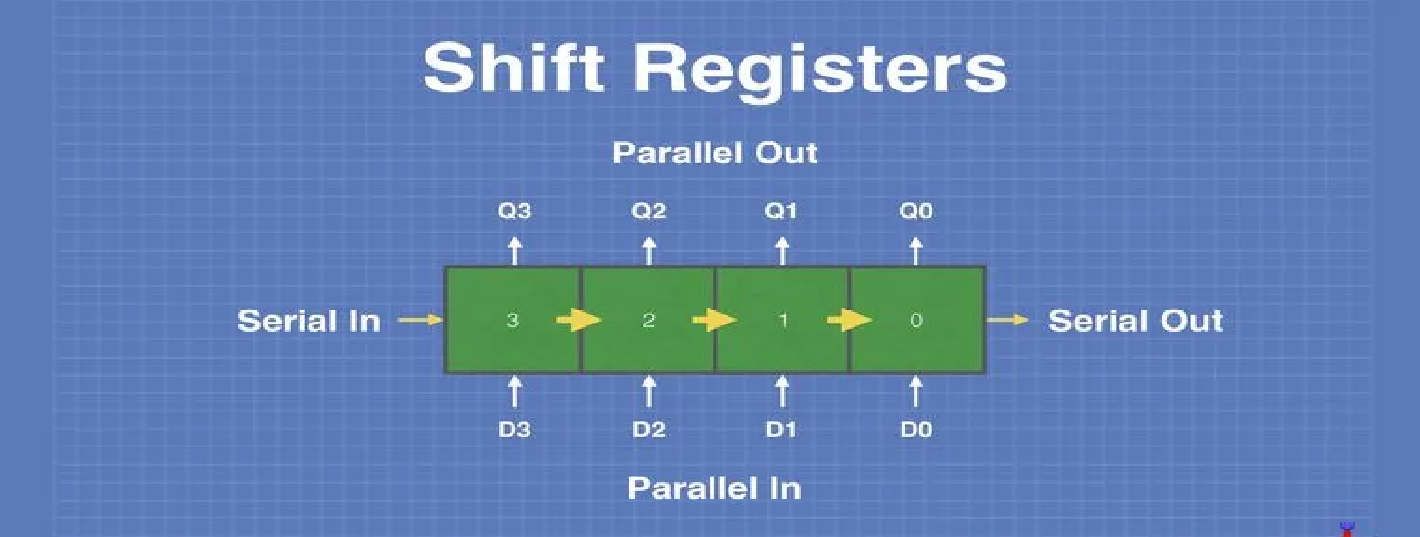 Shift Registers
Parallel Out
Q3 Q2 Q1 Q0
Serial In 3 2 1 0 Serial Out
D3 D2 D1 D0
Parallel In